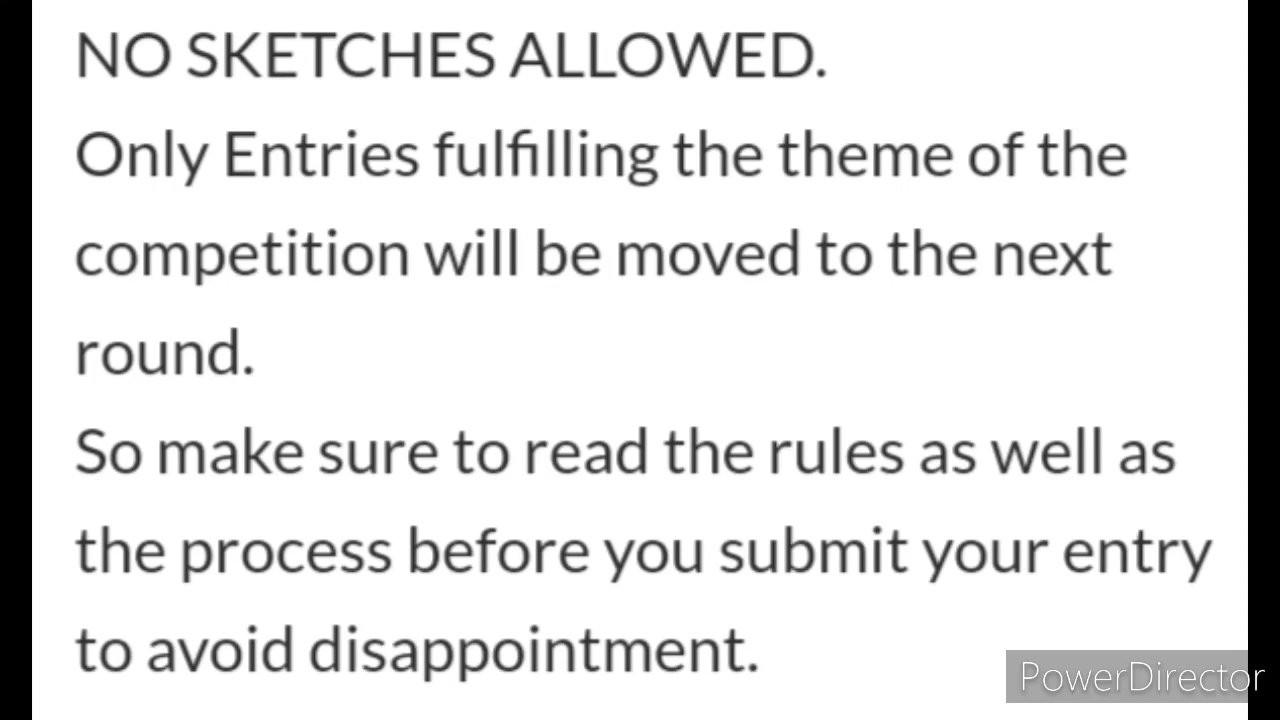 NO SKETCHES ALLOWED.
Only Entries fulfilling the theme of the
competition will be moved to the next
round.
So make sure to read the rules as well as
the process before you submit your entry
to avoid disappointment.
PowerDirector